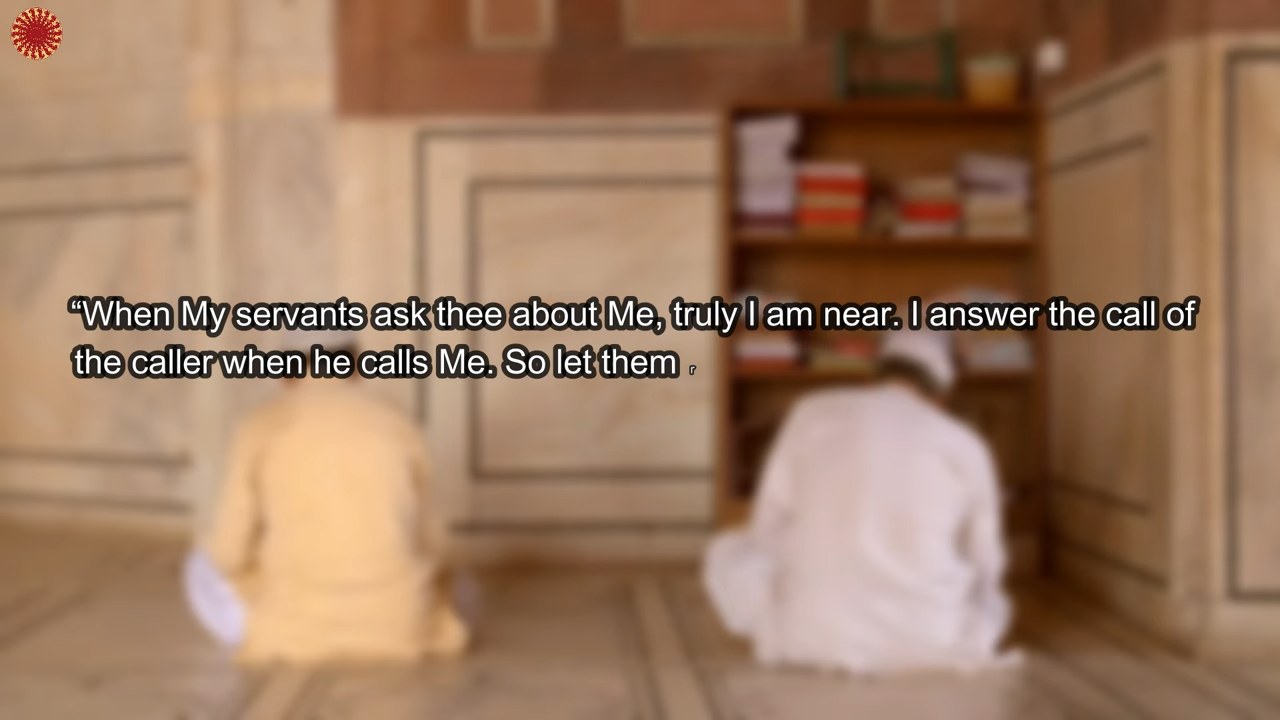 “When My servants ask thee about Me, truly I am near. I answer the call of
the caller when he calls Me. So let them